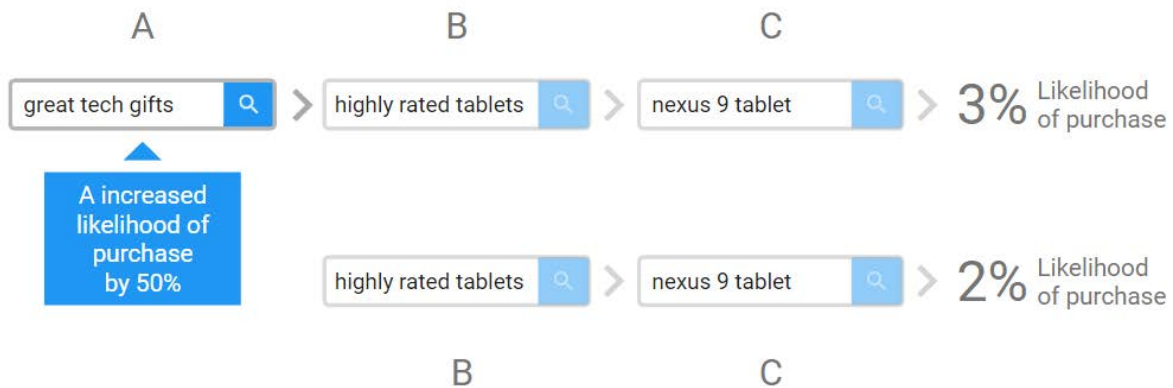 A
B
C
great tech gifts
highly rated tablets
nexus 9 tablet
3% Likelihood
of purchase
A increased
likelihood of
purchase
by 50%
highly rated tablets
nexus 9 tablet
2% Likelihood
of purchase
B
C